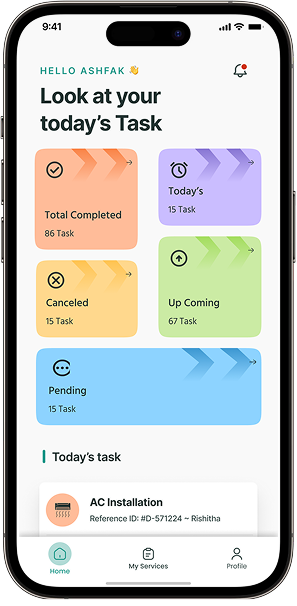 9:41
HELLO ASHFAK 👋
Look at your
today's Task
Total Completed
86 Task
Today's
15 Task
Canceled
15 Task
Up Coming
67 Task
Pending
15 Task
Today's task
AC Installation
Reference ID: #D-571224 ~ Rishitha
Home
My Services
Profile